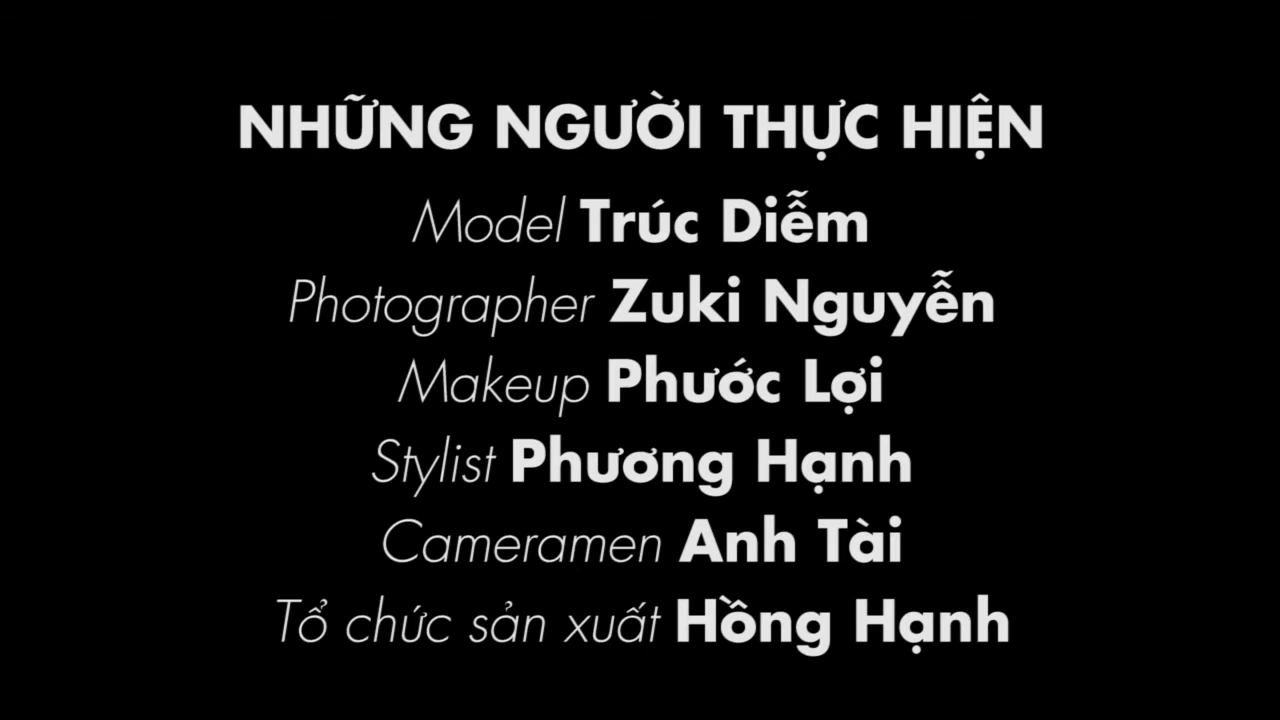 NHỮNG NGƯỜI THỰC HIỆN
Model Trúc Diễm
Photographer Zuki Nguyễn
Makeup Phước Lợi
Stylist Phương Hạnh
Cameramen Anh Tài
Tổ chức sản xuất Hồng Hạnh